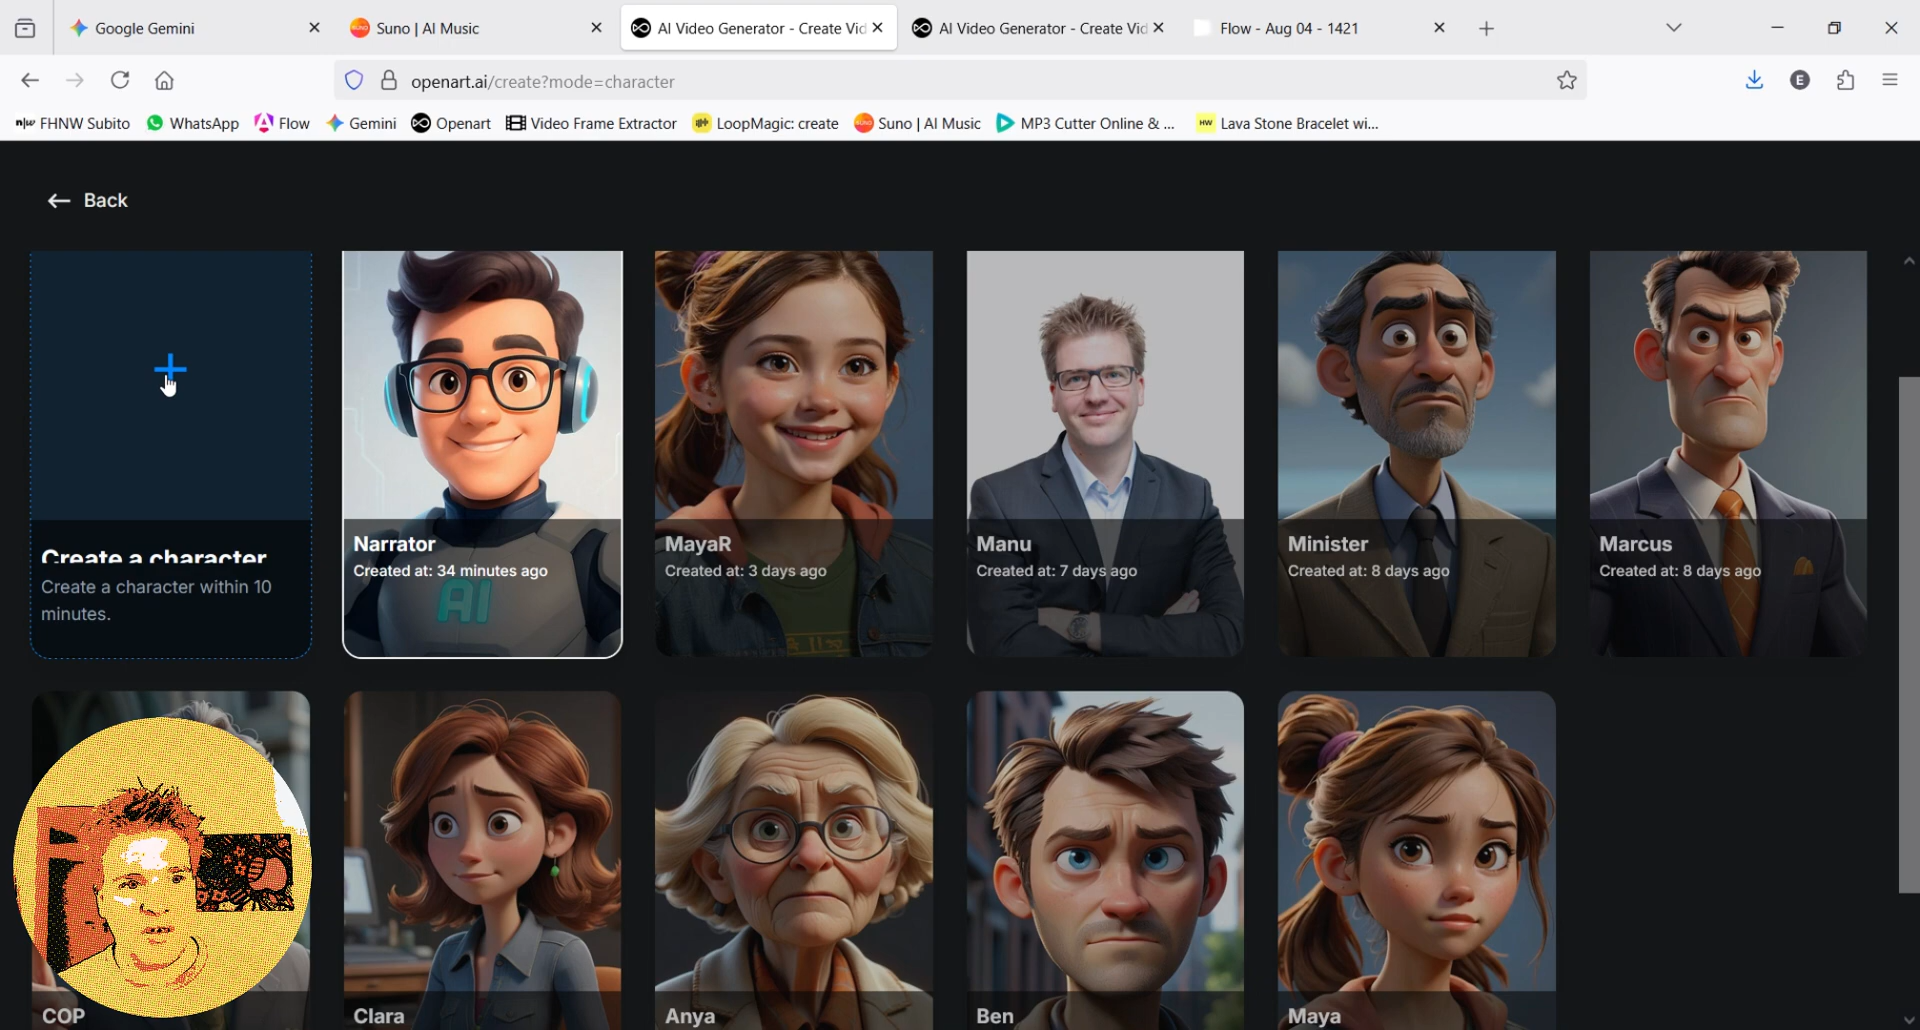 Google Gemini
Suno | AI Music
AI Video Generator - Create Vid
AI Video Generator - Create Vid
Flow - Aug 04 - 1421
openart.ai/create?mode=character
E
FHNW Subito
WhatsApp
Flow
Gemini
Openart
Video Frame Extractor
LoopMagic: create
Suno | AI Music
MP3 Cutter Online & ...
HW
Lava Stone Bracelet wi...
Back
Create a character
Create a character within 10
minutes.
Narrator
Created at: 34 minutes ago
AI
MayaR
Created at: 3 days ago
Manu
Created at: 7 days ago
Minister
Created at: 8 days ago
Marcus
Created at: 8 days ago
COP
Clara
Anya
Ben
Maya